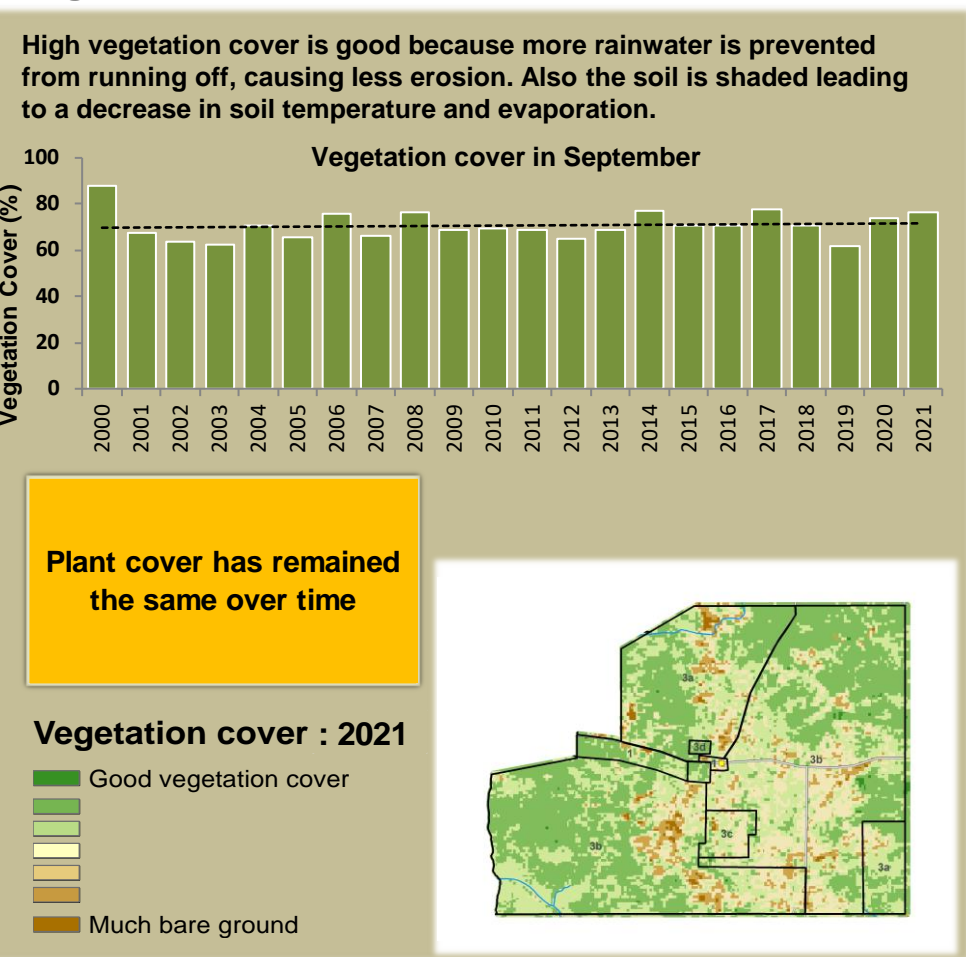 High vegetation cover is good because more rainwater is prevented
from running off, causing less erosion. Also the soil is shaded leading
to a decrease in soil temperature and evaporation.
Vegetation cover in September
Vegetation Cover (%)
100
80
60
40
20
0
2000
2001
2002
2003
2004
2005
2006
2007
2008
2009
2010
2011
2012
2013
2014
2015
2016
2017
2018
2019
2020
2021
Plant cover has remained
the same over time
Vegetation cover : 2021
Good vegetation cover
Much bare ground
3a
3d
1
1
3b
3c
3b
3a